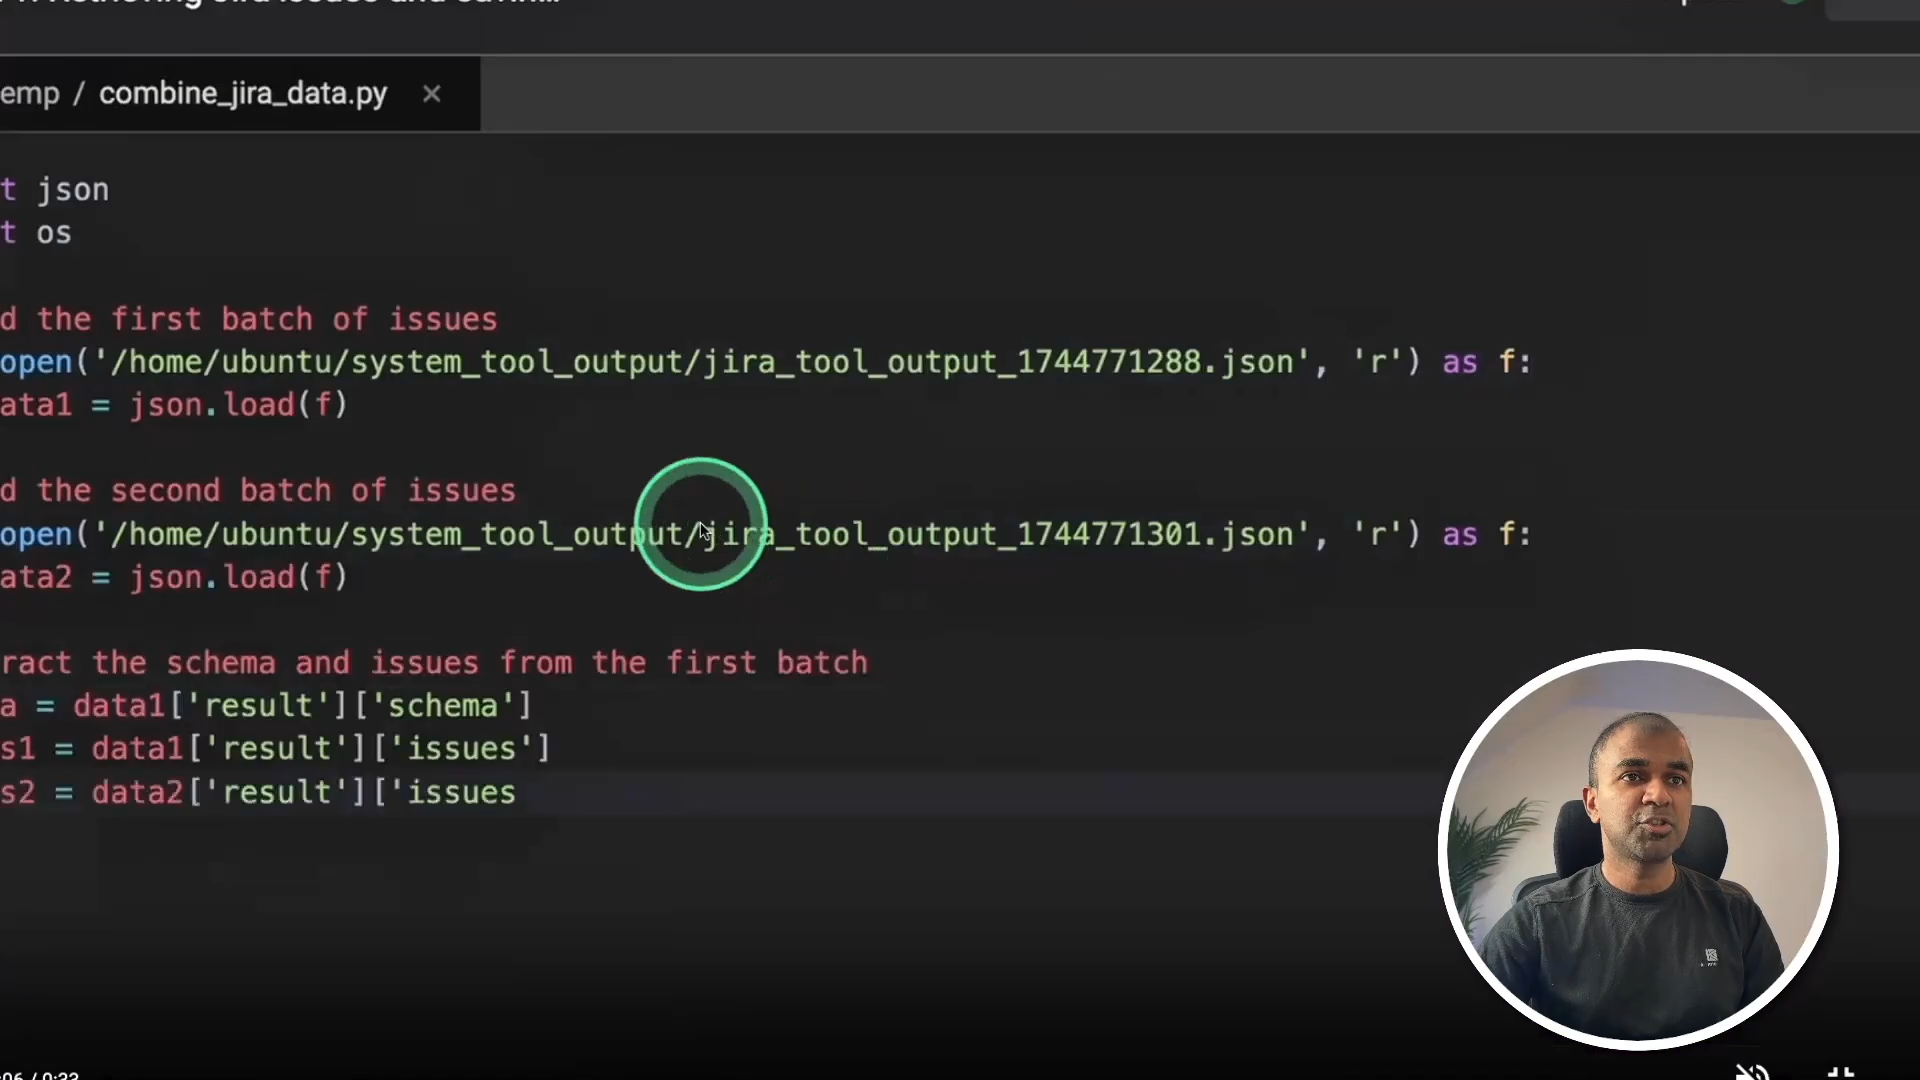 emp / combine_jira_data.py ×
t json
t os
d the first batch of issues
open('/home/ubuntu/system_tool_output/jira_tool_output_1744771288.json', 'r') as f:
ata1 = json.load(f)
d the second batch of issues
open('/home/ubuntu/system_tool_output/jira_tool_output_1744771301.json', 'r') as f:
ata2 = json.load(f)
ract the schema and issues from the first batch
a = data1['result']['schema']
s1 = data1['result']['issues']
s2 = data2['result']['issues